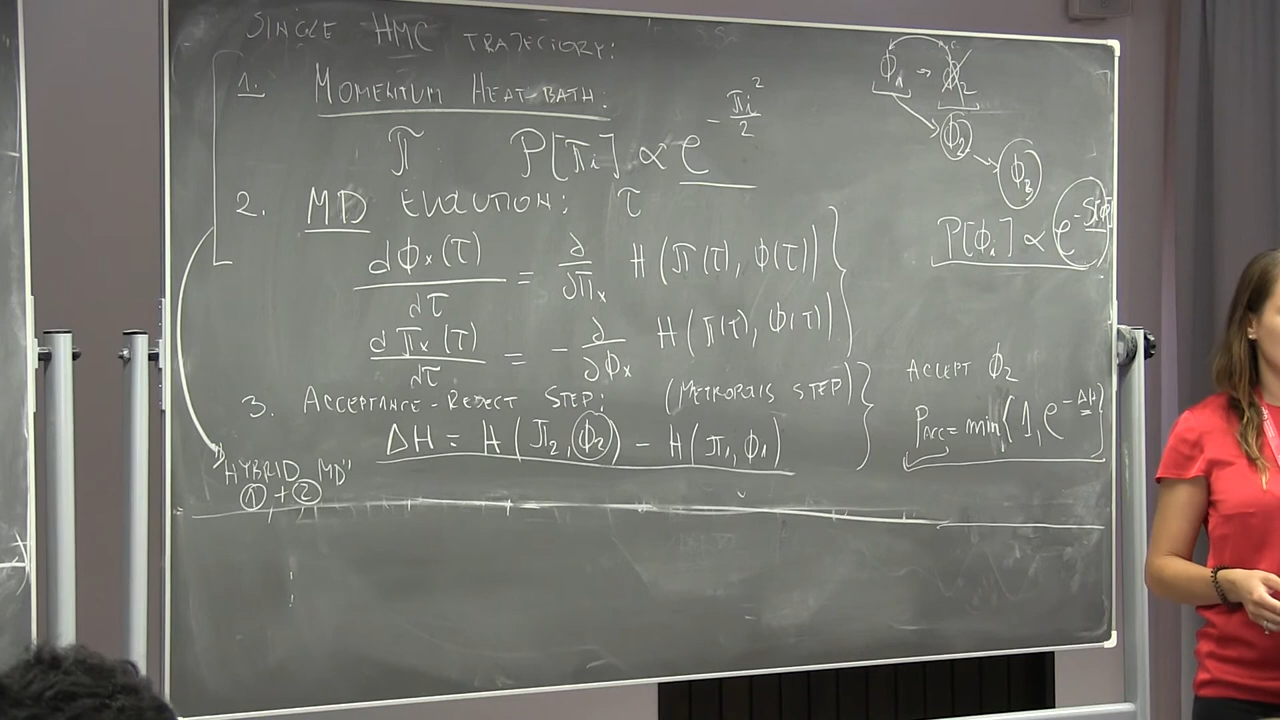 SINGLE HMC TRAJECTORY:
1. MOMENTUM HEAT-BATH:
π P[πᵢ] ∝ e^{-πᵢ²/2}
2. MD EVOLUTION: τ
dϕₓ(τ)/dτ = ∂/∂πₓ H(π(τ), ϕ(τ))
dπₓ(τ)/dτ = -∂/∂ϕₓ H(π(τ), ϕ(τ))
3. ACCEPTANCE-REJECT STEP: (METROPOLIS STEP)
ΔH = H(π₂, ϕ₂) - H(π₁, ϕ₁)
"HYBRID MD"
① + ②
ϕ₁ → ϕ₂
ϕ₂
ϕ₃
P[ϕᵢ] ∝ e^{-S[ϕ]}
ACCEPT ϕ₂
P_{ACC} = min{1, e^{-ΔH}}